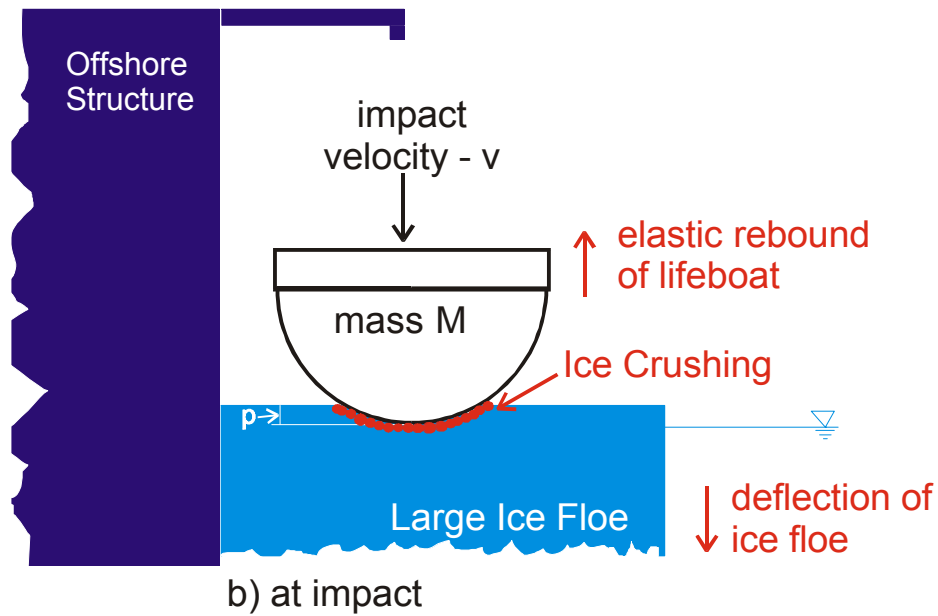 Offshore
Structure
impact
velocity - v
elastic rebound
of lifeboat
mass M
Ice Crushing
p
Large Ice Floe
deflection of
ice floe
b) at impact